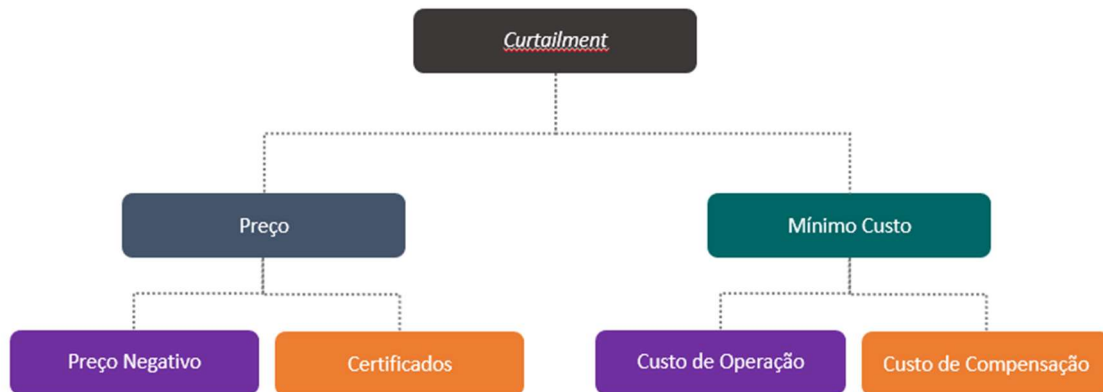 Curtailment
Preço
Mínimo Custo
Preço Negativo
Certificados
Custo de Operação
Custo de Compensação